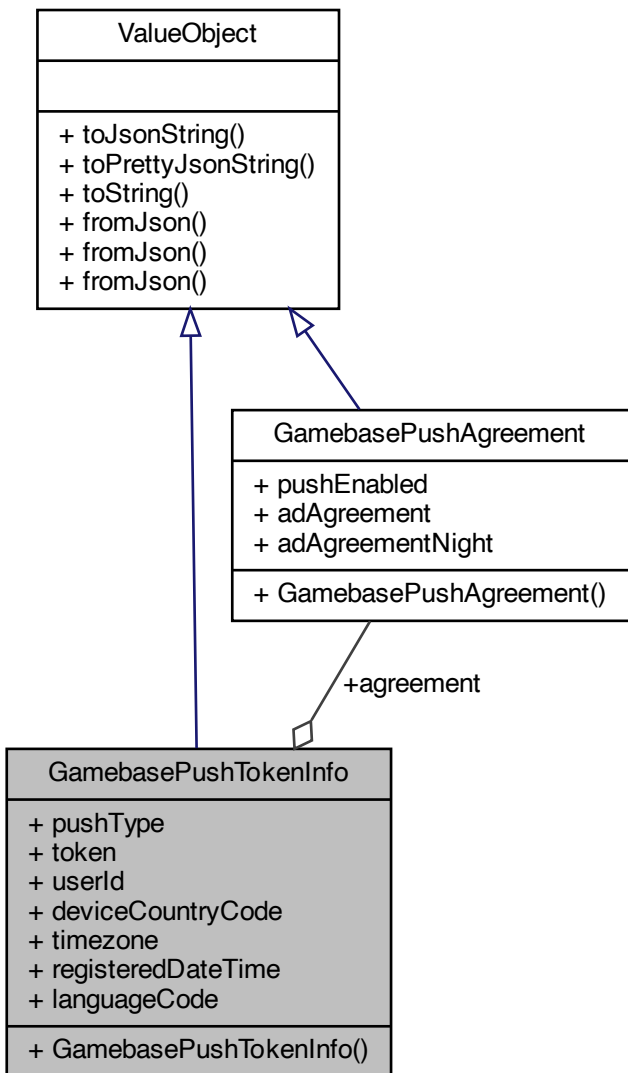 ValueObject
+ toJsonString()
+ toPrettyJsonString()
+ toString()
+ fromJson()
+ fromJson()
+ fromJson()
GamebasePushAgreement
+ pushEnabled
+ adAgreement
+ adAgreementNight
+ GamebasePushAgreement()
+agreement
GamebasePushTokenInfo
+ pushType
+ token
+ userId
+ deviceCountryCode
+ timezone
+ registeredDateTime
+ languageCode
+ GamebasePushTokenInfo()